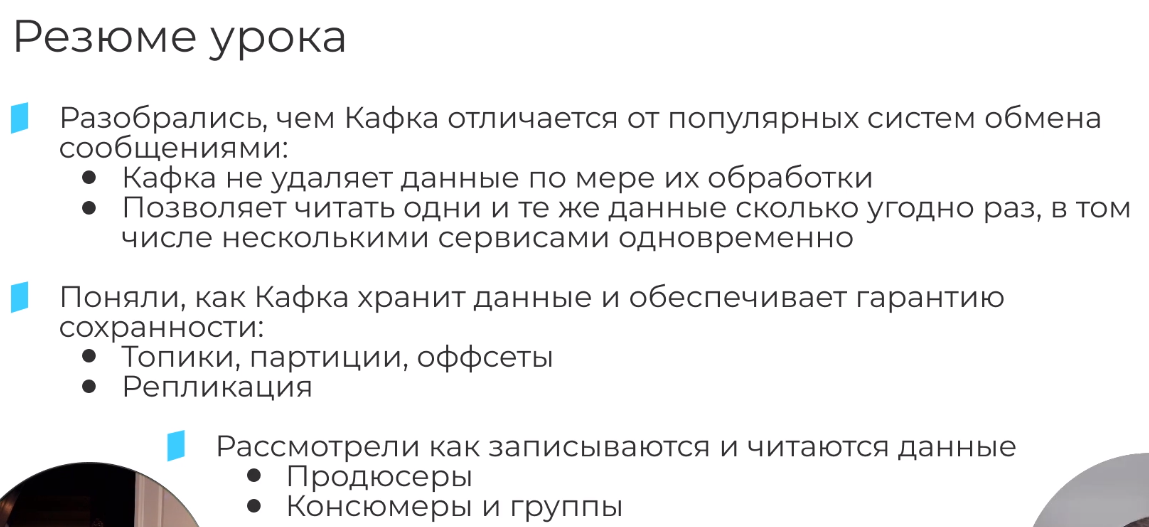 Резюме урока
Разобрались, чем Кафка отличается от популярных систем обмена
сообщениями:
Кафка не удаляет данные по мере их обработки
Позволяет читать одни и те же данные сколько угодно раз, в том
числе несколькими сервисами одновременно
Поняли, как Кафка хранит данные и обеспечивает гарантию
сохранности:
Топики, партиции, оффсеты
Репликация
Рассмотрели как записываются и читаются данные
Продюсеры
Консюмеры и группы